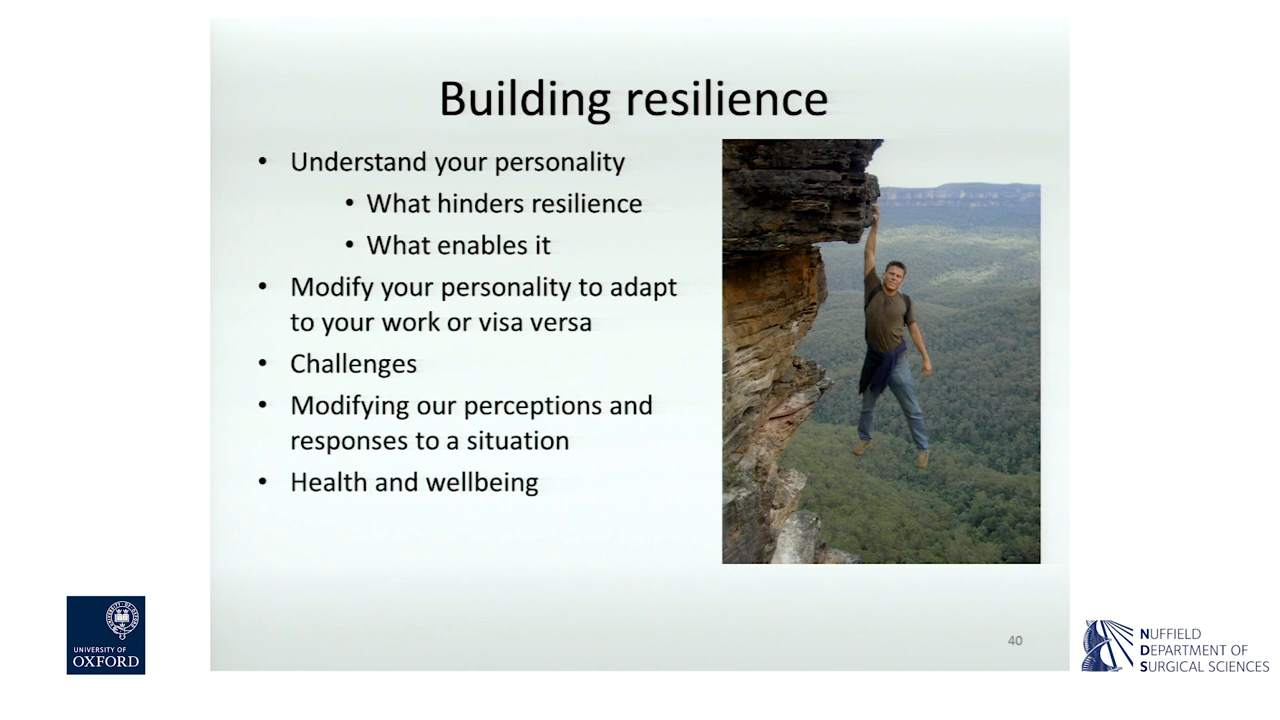 Building resilience
• Understand your personality
• What hinders resilience
• What enables it
• Modify your personality to adapt
to your work or visa versa
• Challenges
• Modifying our perceptions and
responses to a situation
• Health and wellbeing
40
UNIVERSITY OF
OXFORD
NUFFIELD
DEPARTMENT OF
SURGICAL SCIENCES